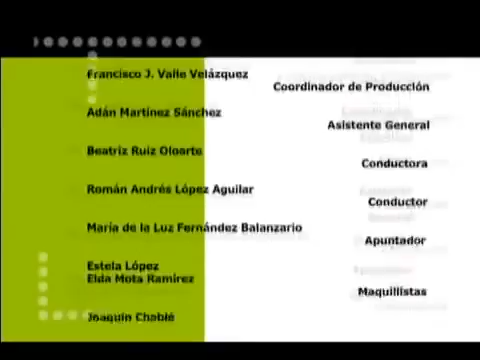 Francisco J. Valle Velázquez
Coordinador de Producción
Adán Martínez Sánchez
Asistente General
Beatriz Ruiz Oloarte
Conductora
Román Andrés López Aguilar
Conductor
María de la Luz Fernández Balanzario
Apuntador
Estela López
Elda Mota Ramírez
Maquillistas
Joaquín Chablé